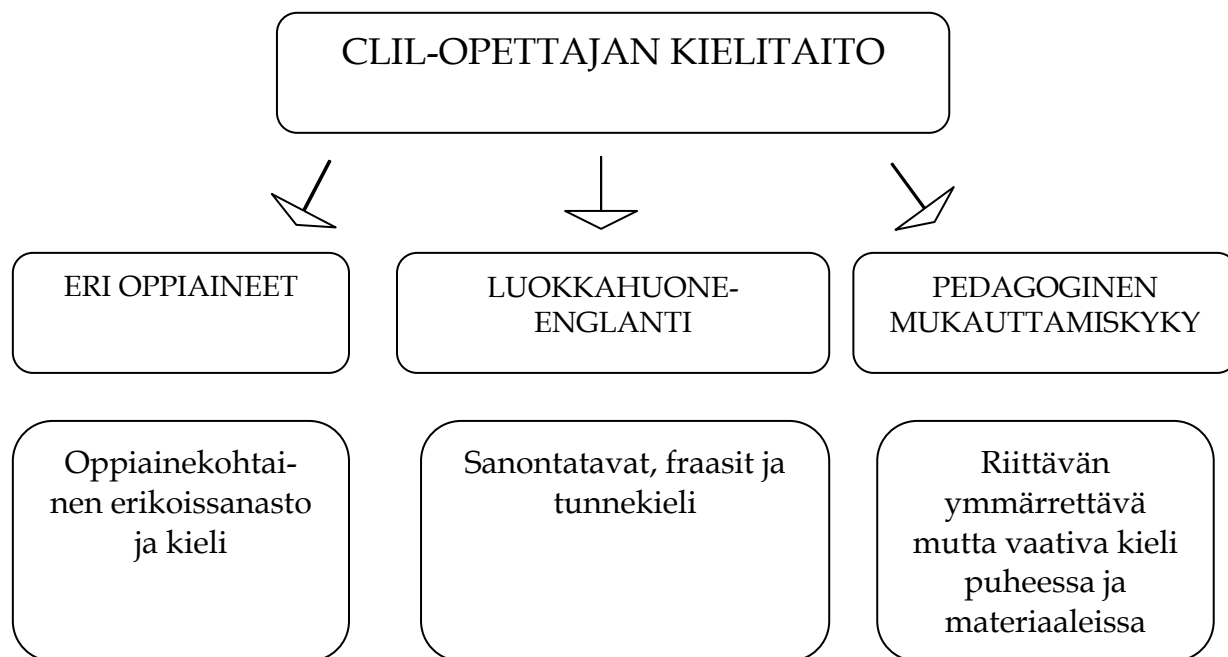 CLIL-OPETTAJAN KIELITAITO
ERI OPPIAINEET
LUOKKAHUONE-
ENGLANTI
PEDAGOGINEN
MUKAUTTAMISKYKY
Oppiainekohtai-
nen erikoissanasto
ja kieli
Sanontatavat, fraasit ja
tunnekieli
Riittävän
ymmärrettävä
mutta vaativa kieli
puheessa ja
materiaaleissa